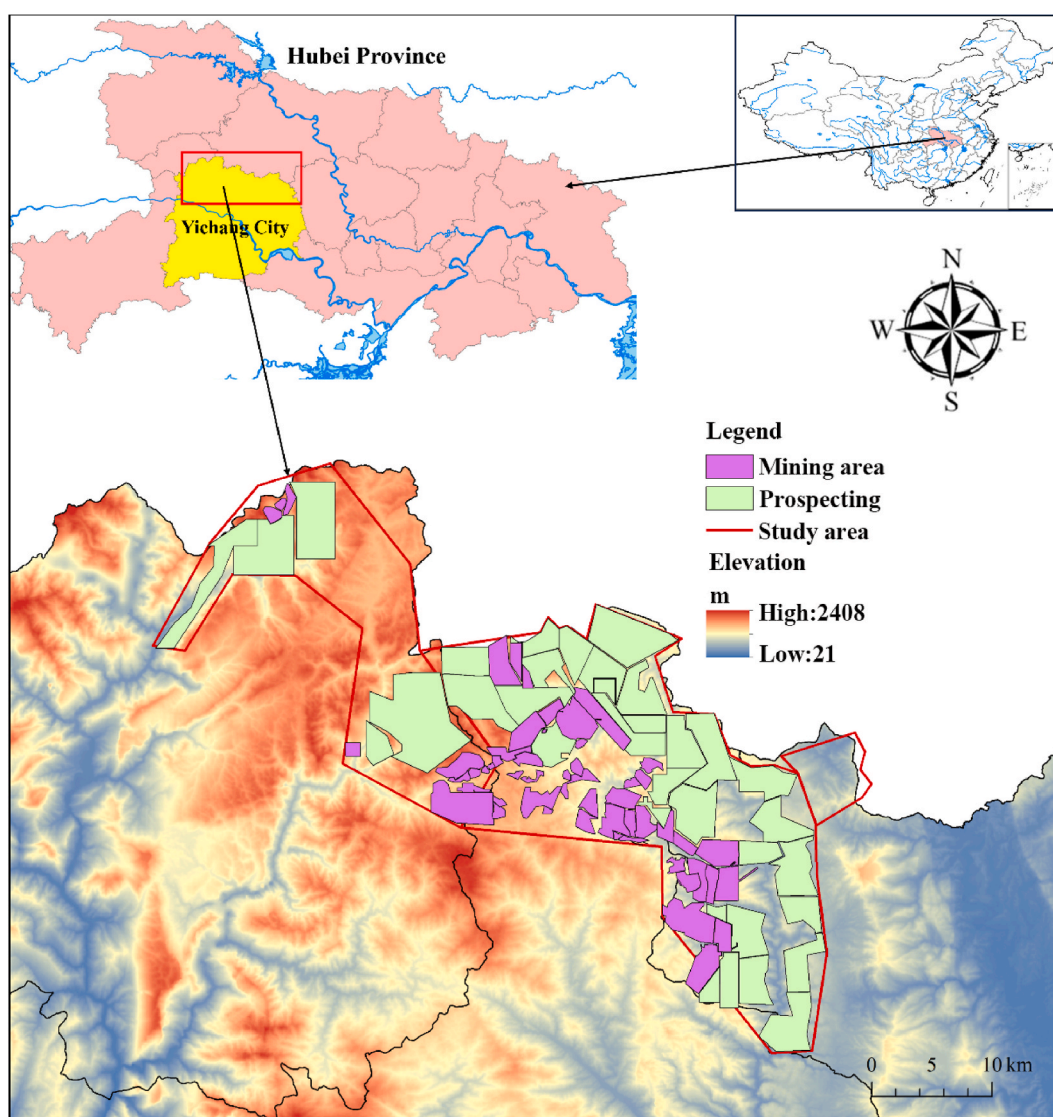 Hubei Province
Yichang City
N
W E
S
Legend
Mining area
Prospecting
Study area
Elevation
m
High:2408
Low:21
0 5 10 km